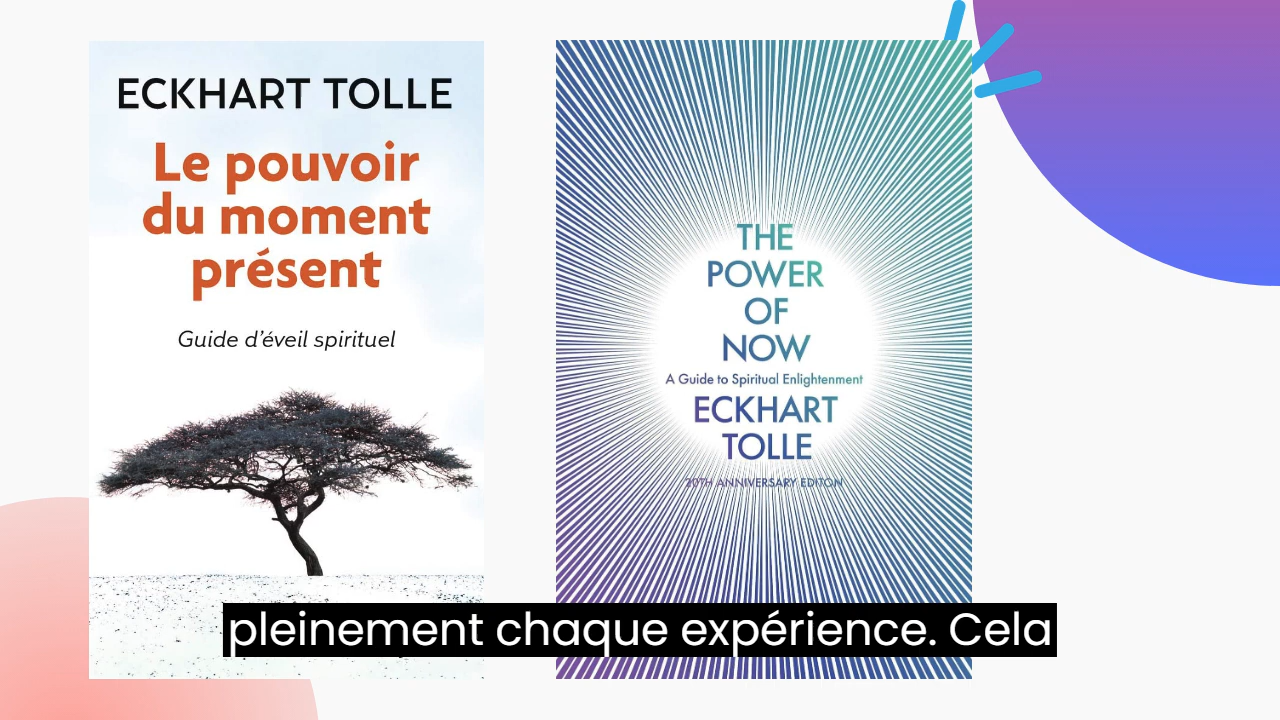 ECKHART TOLLE
Le pouvoir
du moment
présent
Guide d'éveil spirituel
THE
POWER
OF
NOW
A Guide to Spiritual Enlightenment
ECKHART
TOLLE
20TH ANNIVERSARY EDITON
pleinement chaque expérience. Cela